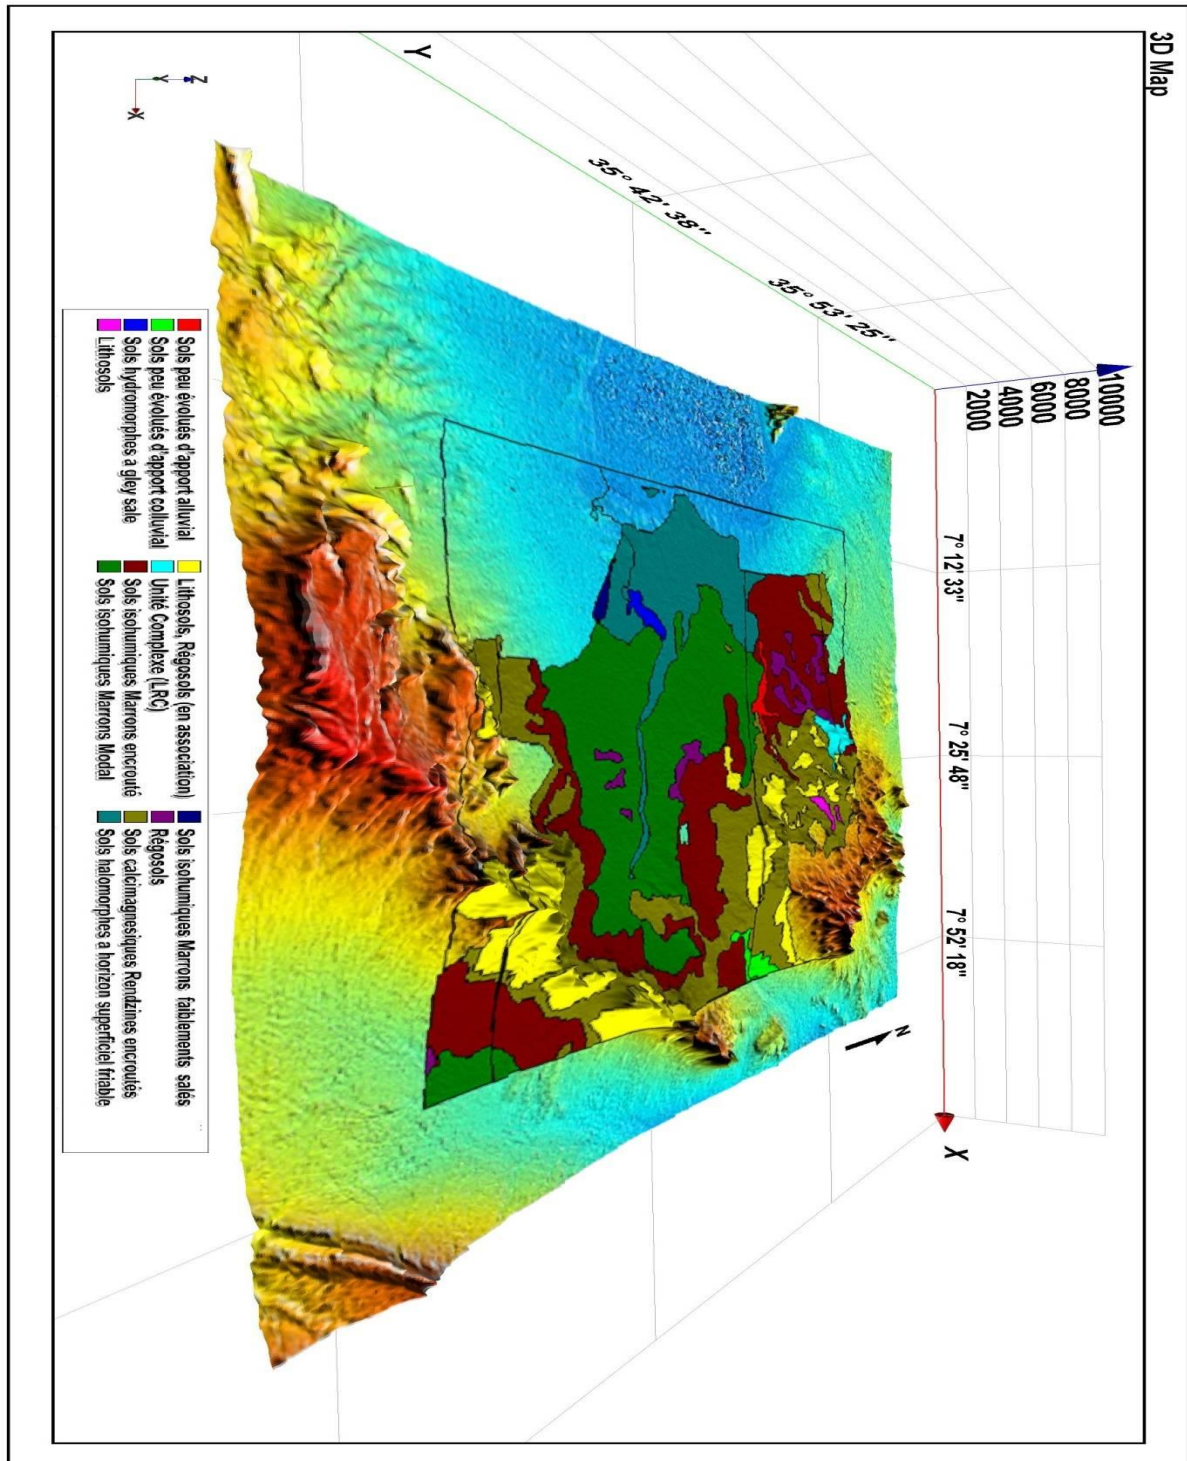 3D Map
10000
8000
6000
4000
2000
Y
35° 42' 38"
35° 53' 25"
7° 12' 33"
7° 25' 48"
7° 52' 18"
X
N
Z
Y
X
Sols peu évolués d'apport alluvial
Sols peu évolués d'apport colluvial
Sols hydromorphes a gley sale
Lithosols
Lithosols, Régosols (en association)
Unité Complexe (LRC)
Sols isohumiques Marrons encrouté
Sols isohumiques Marrons Modal
Sols isohumiques Marrons faiblements salés
Régosols
Sols calcimagnesiques Rendzines encroutés
Sols halomorphes a horizon superficiel friable